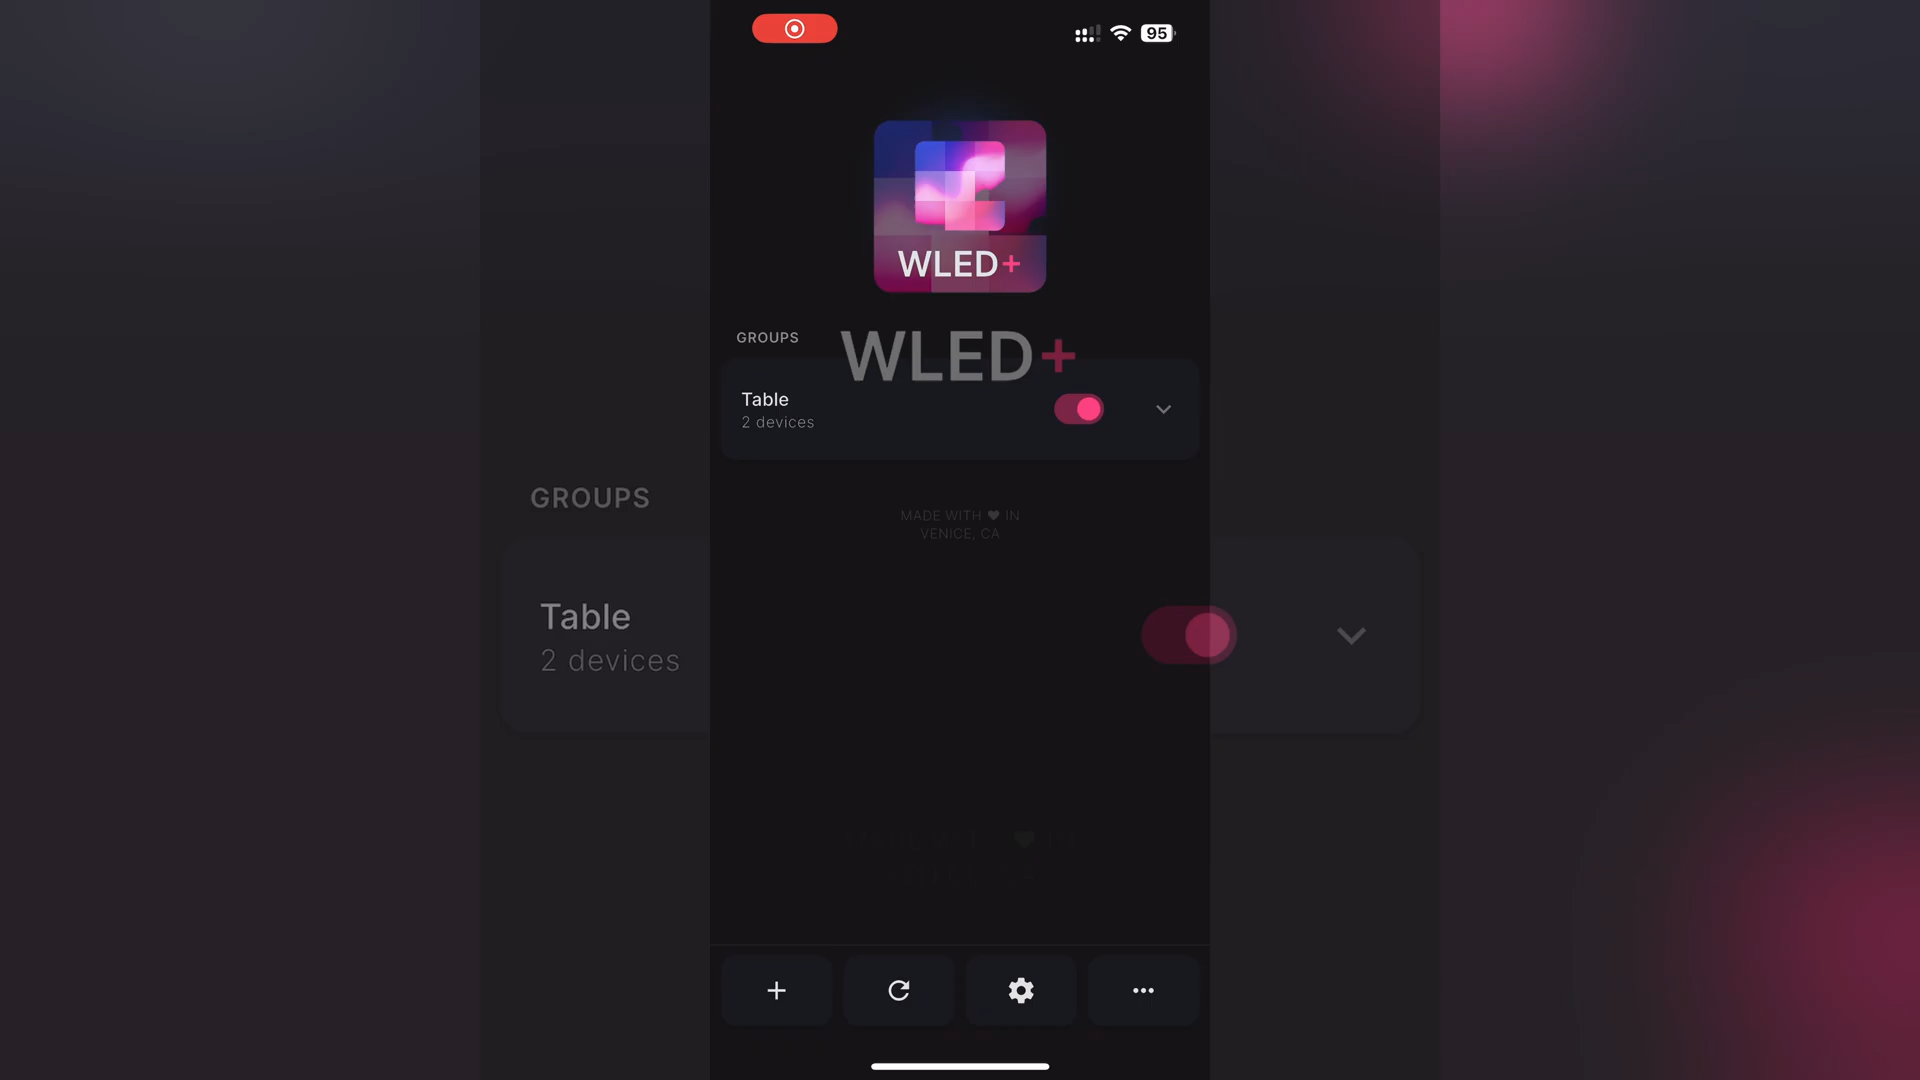 95
WLED+
GROUPS
WLED+
Table
2 devices
GROUPS
MADE WITH ♥ IN
VENICE, CA
Table
2 devices